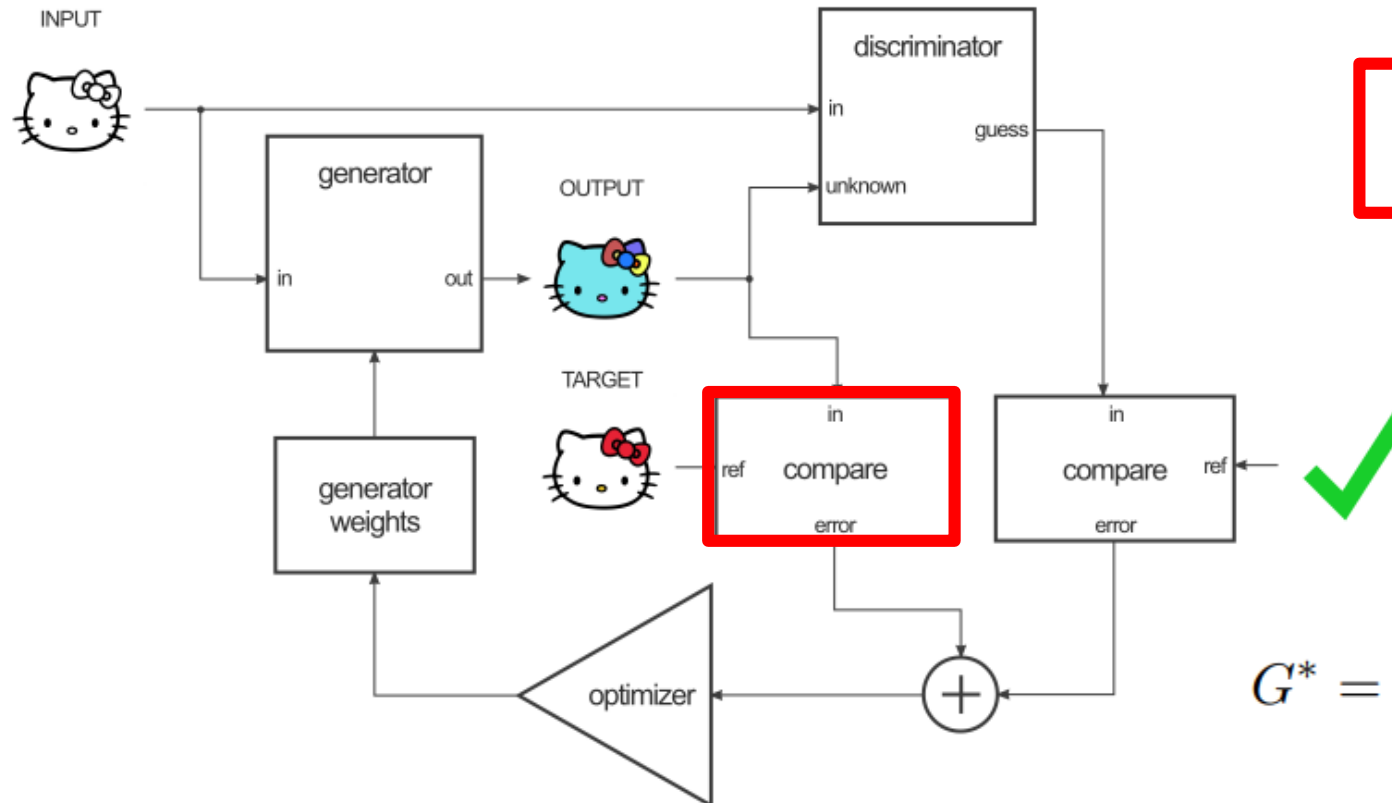 INPUT
discriminator
in
guess
unknown
generator
in
out
OUTPUT
TARGET
in
ref
compare
error
in
compare
ref
error
generator
weights
optimizer
+
G* =